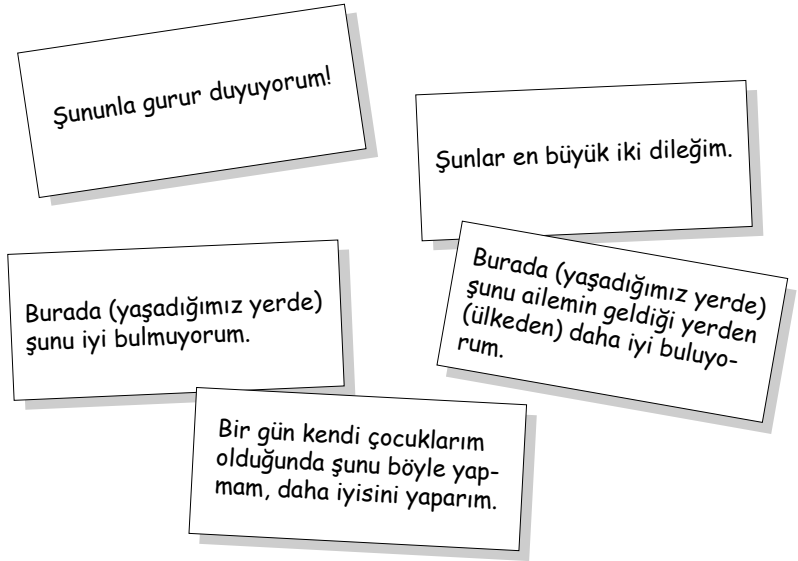 Şununla gurur duyuyorum!
Şunlar en büyük iki dileğim.
Burada (yaşadığımız yerde)
şunu iyi bulmuyorum.
Burada (yaşadığımız yerde)
şunu ailemin geldiği yerden
(ülkeden) daha iyi buluyo-
rum.
Bir gün kendi çocuklarım
olduğunda şunu böyle yap-
mam, daha iyisini yaparım.